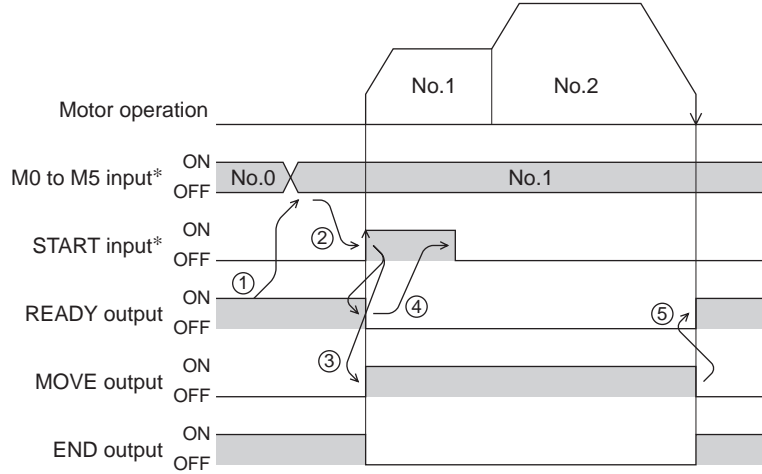 No.1
No.2
Motor operation
M0 to M5 input*
ON
OFF
No.0
No.1
START input*
ON
OFF
②
①
READY output
ON
OFF
④
⑤
③
MOVE output
ON
OFF
END output
ON
OFF